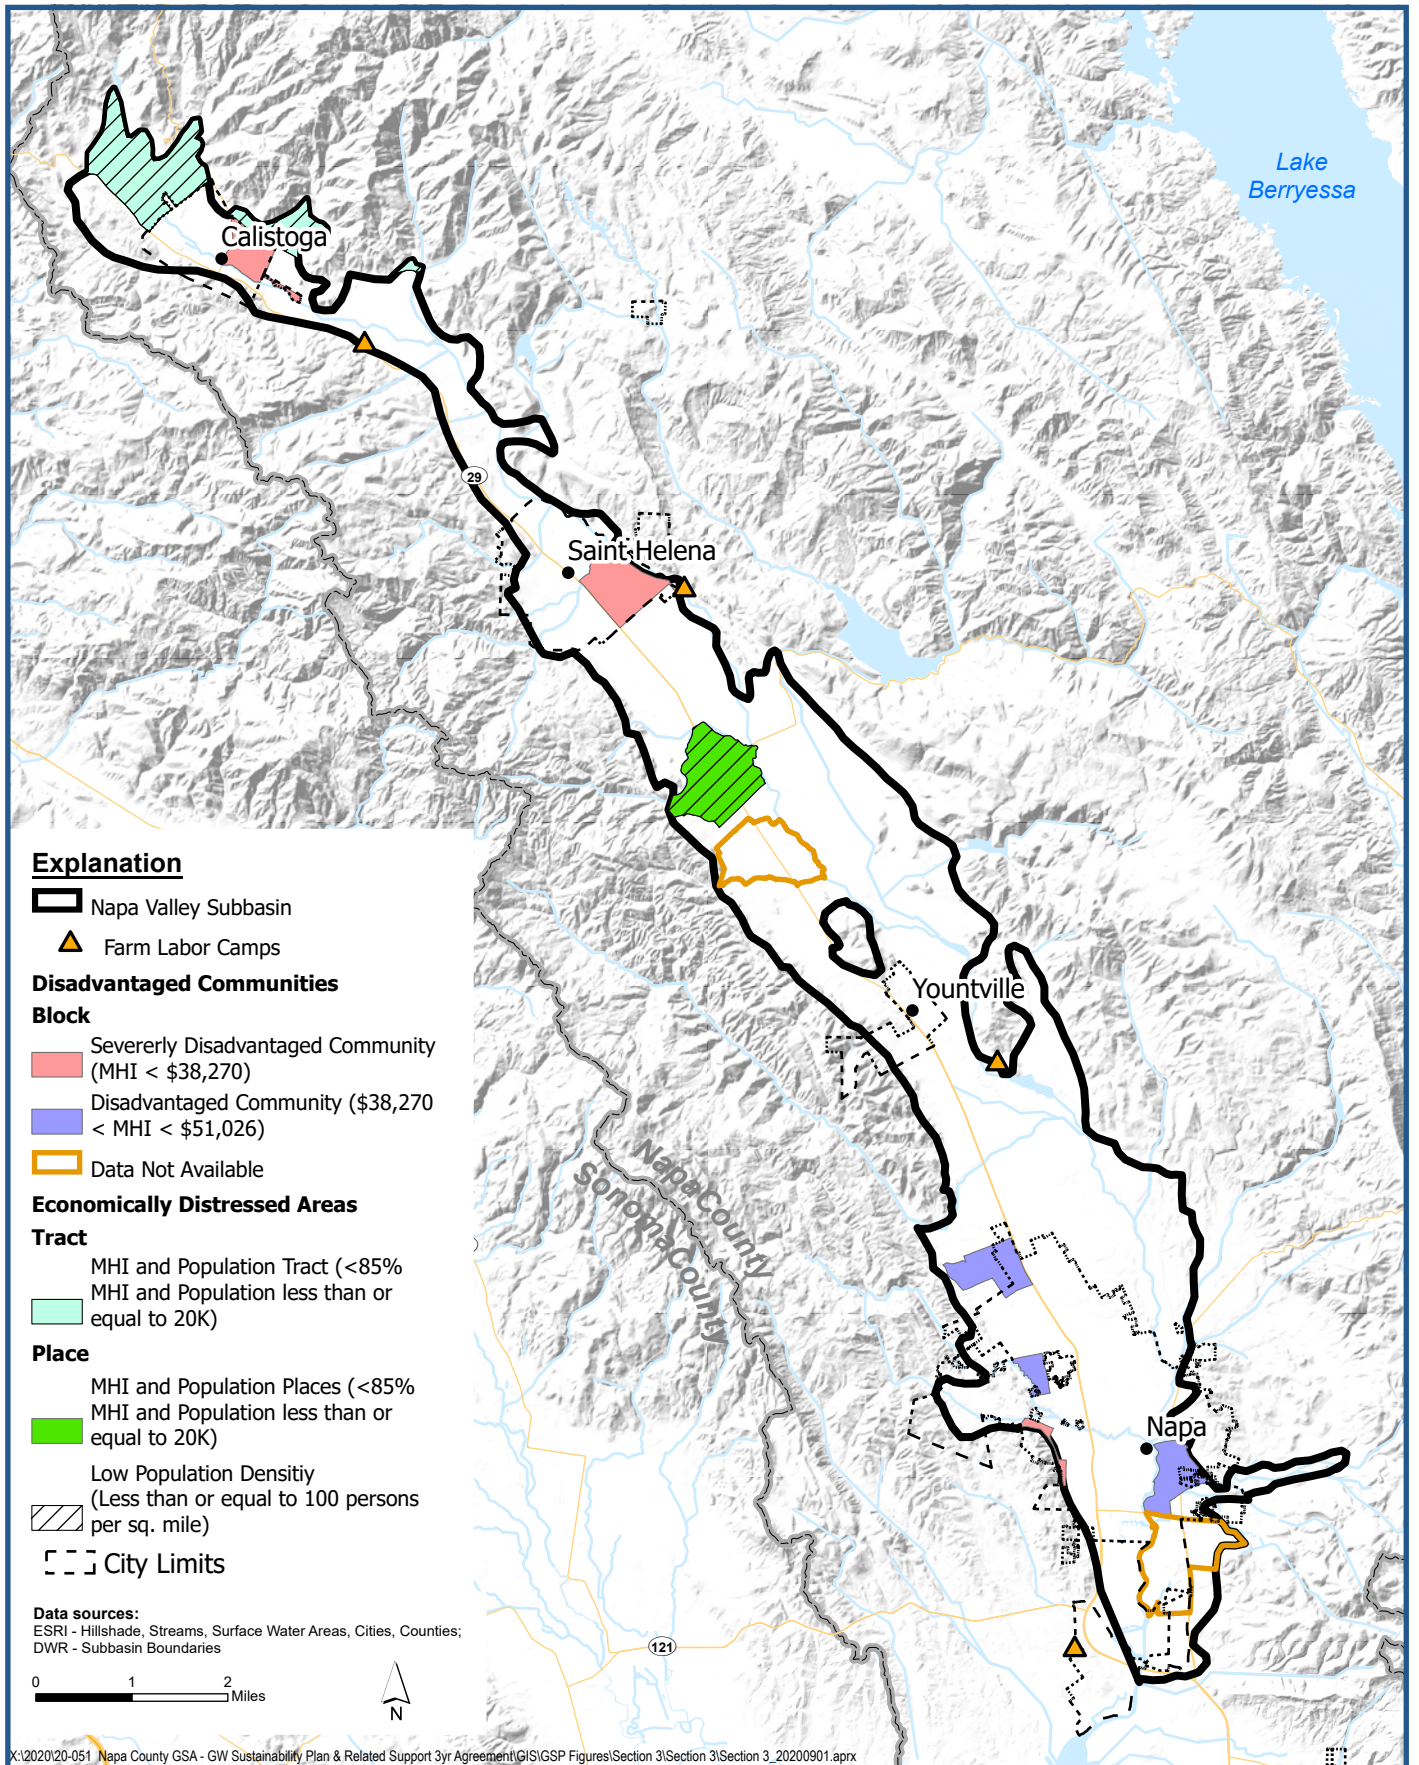 Lake
Berryessa
Calistoga
29
Saint Helena
Yountville
Napa County
Sonoma County
Napa
121
Explanation
Napa Valley Subbasin
Farm Labor Camps
Disadvantaged Communities
Block
Severerly Disadvantaged Community
(MHI < $38,270)
Disadvantaged Community ($38,270
< MHI < $51,026)
Data Not Available
Economically Distressed Areas
Tract
MHI and Population Tract (<85%
MHI and Population less than or
equal to 20K)
Place
MHI and Population Places (<85%
MHI and Population less than or
equal to 20K)
Low Population Densitiy
(Less than or equal to 100 persons
per sq. mile)
City Limits
Data sources:
ESRI - Hillshade, Streams, Surface Water Areas, Cities, Counties;
DWR - Subbasin Boundaries
0 1 2
Miles
N
X:\2020\20-051 Napa County GSA - GW Sustainability Plan & Related Support 3yr Agreement\GIS\GSP Figures\Section 3\Section 3\Section 3_20200901.aprx